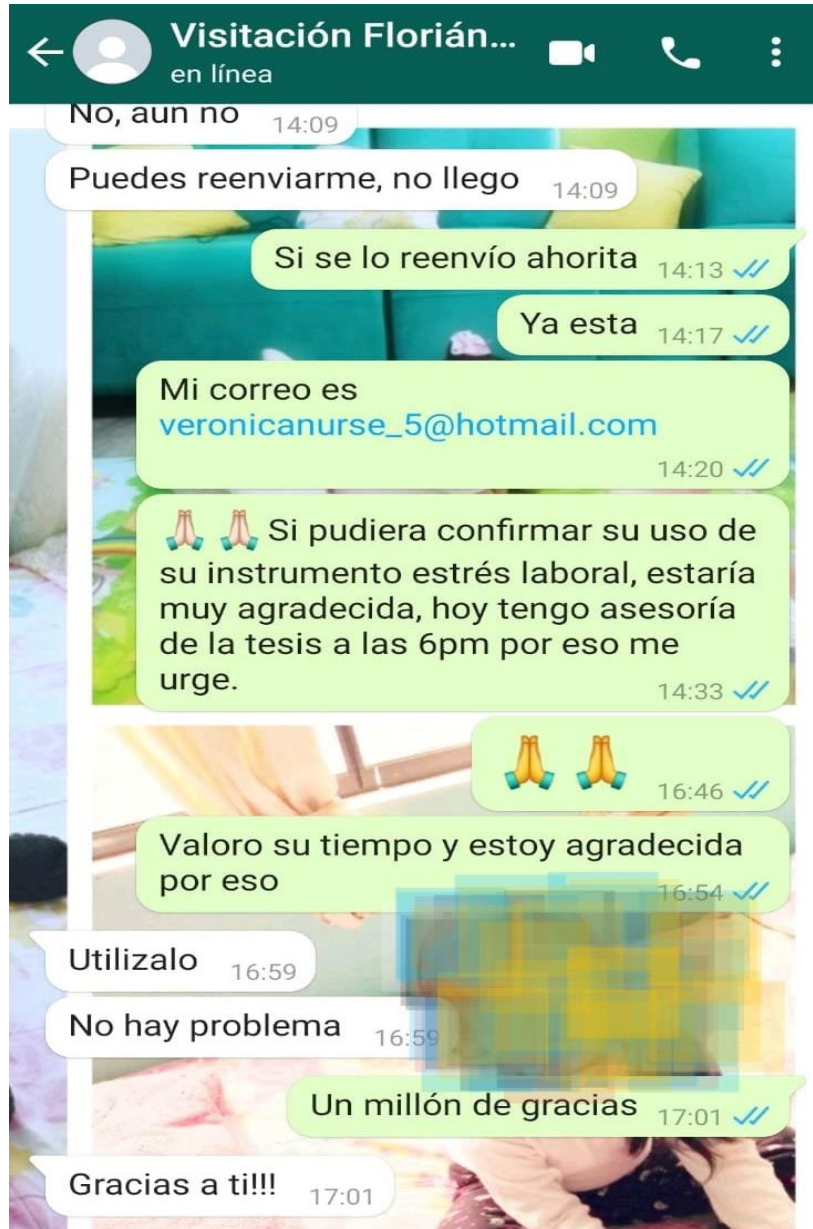 Visitación Florián...
en línea
No, aun no 14:09
Puedes reenviarme, no llego 14:09
Si se lo reenvío ahorita 14:13
Ya esta 14:17
Mi correo es
veronicanurse_5@hotmail.com
14:20
🙏🏻 🙏🏻 Si pudiera confirmar su uso de
su instrumento estrés laboral, estaría
muy agradecida, hoy tengo asesoría
de la tesis a las 6pm por eso me
urge. 14:33
🙏 🙏 16:46
Valoro su tiempo y estoy agradecida
por eso 16:54
Utilizalo 16:59
No hay problema 16:59
Un millón de gracias 17:01
Gracias a ti!!! 17:01